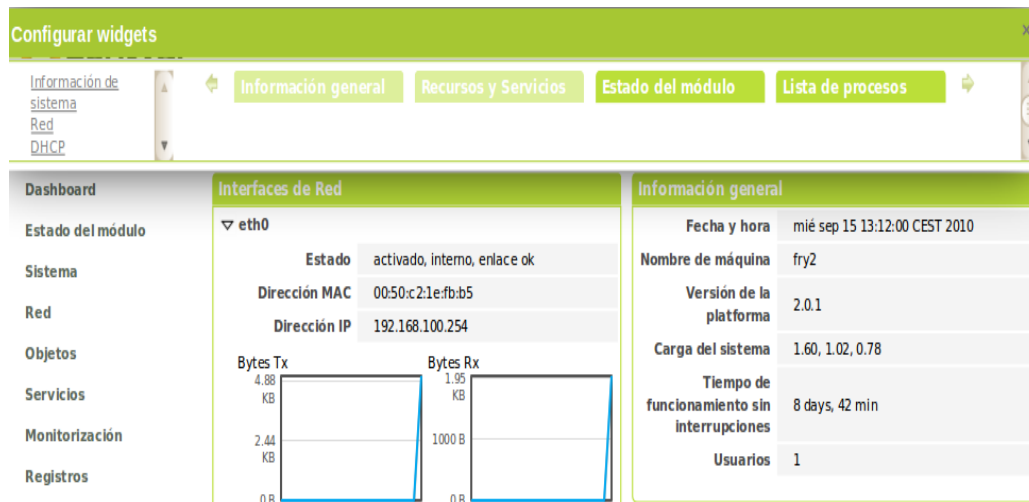 Configurar widgets
x
Información de
sistema
Red
DHCP
Información general
Recursos y Servicios
Estado del módulo
Lista de procesos
Dashboard
Estado del módulo
Sistema
Red
Objetos
Servicios
Monitorización
Registros
Interfaces de Red
eth0
Estado activado, interno, enlace ok
Dirección MAC 00:50:c2:1e:fb:b5
Dirección IP 192.168.100.254
Bytes Tx
4.88
KB
2.44
KB
0 B
Bytes Rx
1.95
KB
1000 B
0 B
Información general
Fecha y hora mié sep 15 13:12:00 CEST 2010
Nombre de máquina fry2
Versión de la
platforma 2.0.1
Carga del sistema 1.60, 1.02, 0.78
Tiempo de
funcionamiento sin 8 days, 42 min
interrupciones
Usuarios 1